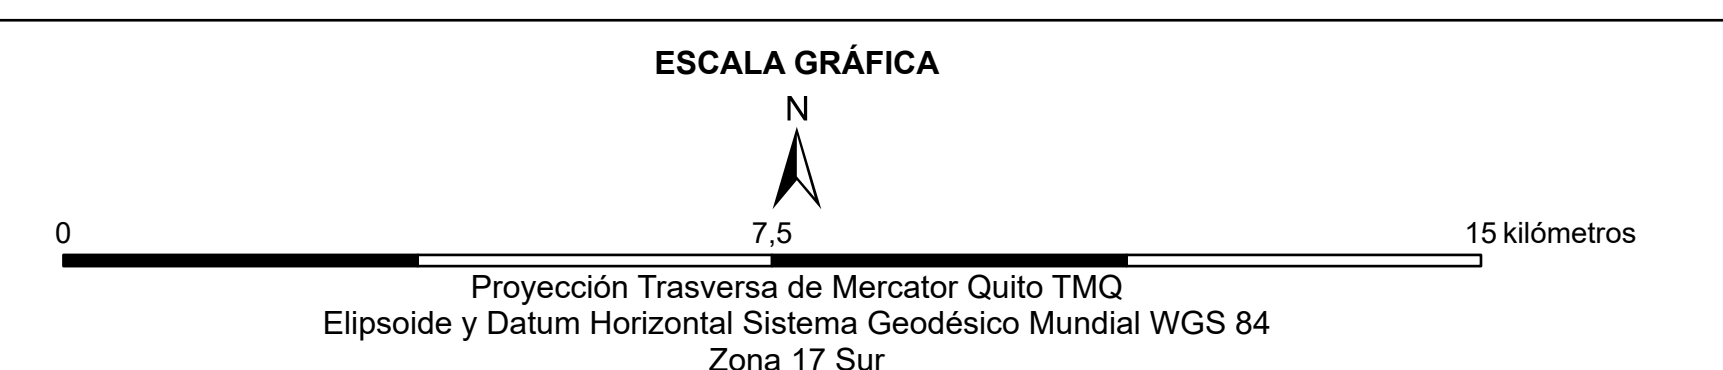 ESCALA GRÁFICA
N
0 7,5 15 kilómetros
Proyección Trasversa de Mercator Quito TMQ
Elipsoide y Datum Horizontal Sistema Geodésico Mundial WGS 84
Zona 17 Sur